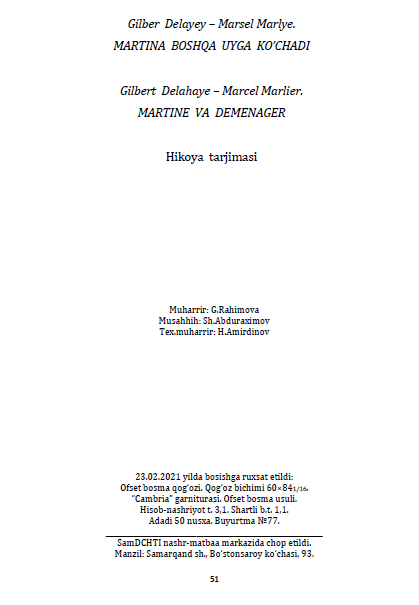 Gilber Delayey – Marsel Marlye.
MARTINA BOSHQA UYGA KO‘CHADI
Gilbert Delahaye – Marcel Marlier.
MARTINE VA DEMENAGER
Hikoya tarjimasi
Muharrir: G.Rahimova
Musahhih: Sh.Abduraximov
Tex.muharrir: H.Amirdinov
23.02.2021 yilda bosishga ruxsat etildi:
Ofset bosma qog‘ozi. Qog‘oz bichimi 60×841/16.
“Cambria” garniturasi. Ofset bosma usuli.
Hisob-nashriyot t. 3,1. Shartli b.t. 1,1.
Adadi 50 nusxa. Buyurtma №77.
SamDCHTI nashr-matbaa markazida chop etildi.
Manzil: Samarqand sh., Bo‘stonsaroy ko‘chasi, 93.
51